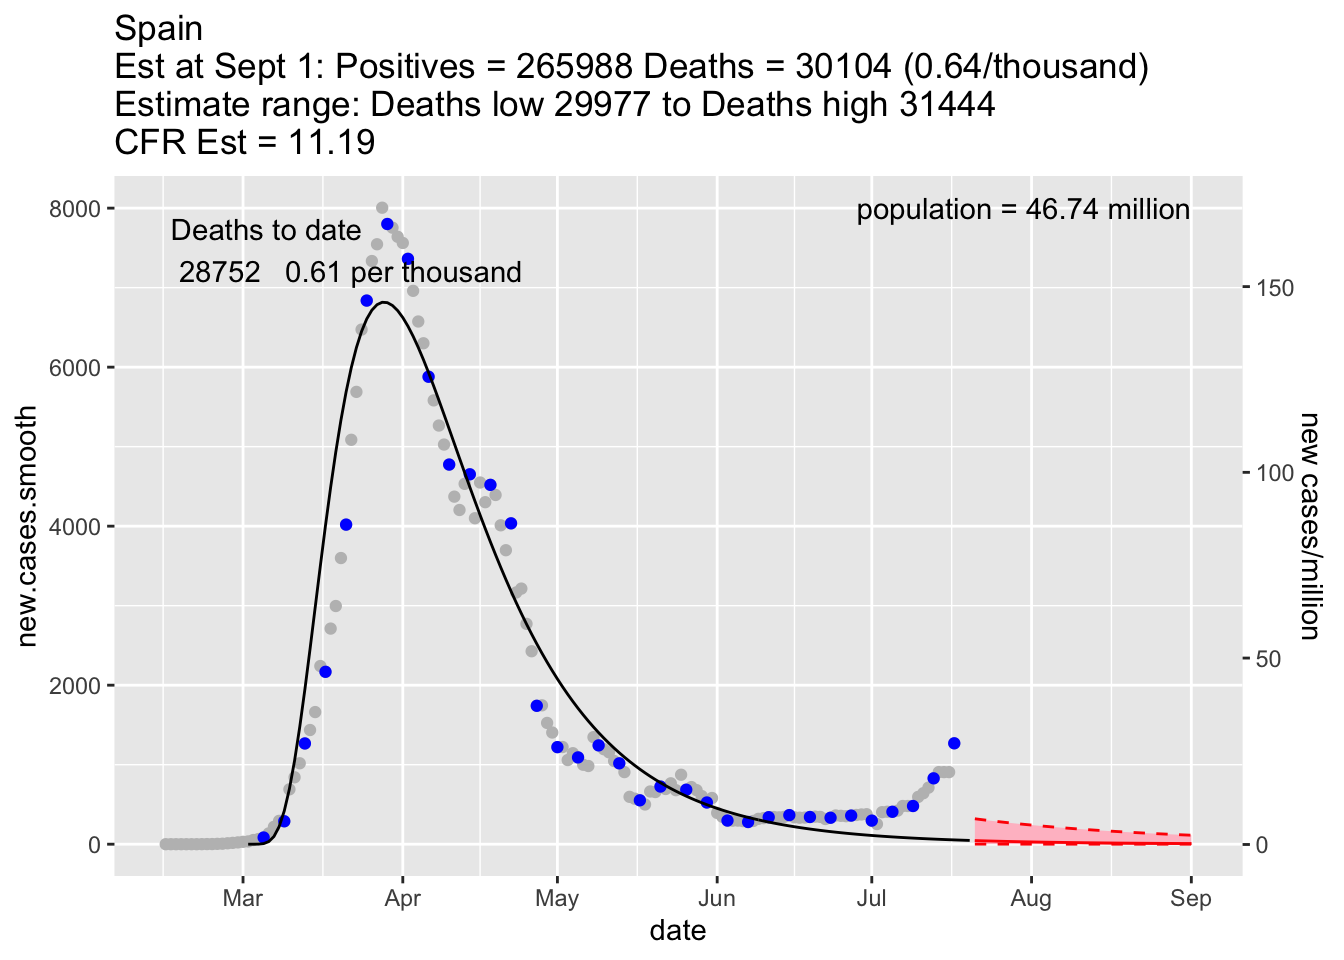 Spain
Est at Sept 1: Positives = 265988 Deaths = 30104 (0.64/thousand)
Estimate range: Deaths low 29977 to Deaths high 31444
CFR Est = 11.19
8000
6000
4000
2000
0
new.cases.smooth
Deaths to date
28752 0.61 per thousand
population = 46.74 million
150
100
50
0
new cases/million
Mar Apr May Jun Jul Aug Sep
date